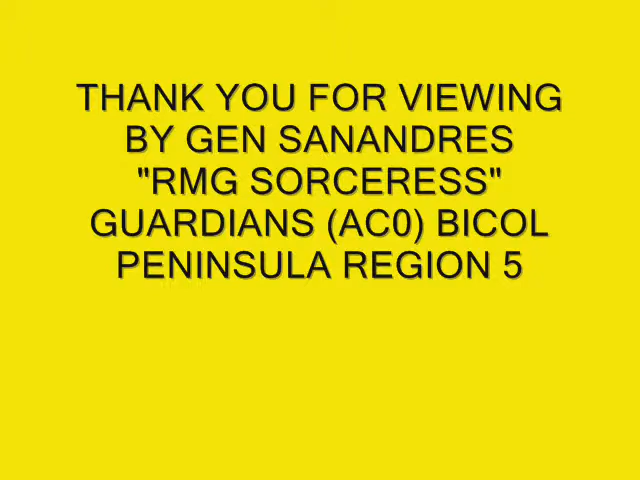 THANK YOU FOR VIEWING
BY GEN SANANDRES
"RMG SORCERESS"
GUARDIANS (AC0) BICOL
PENINSULA REGION 5